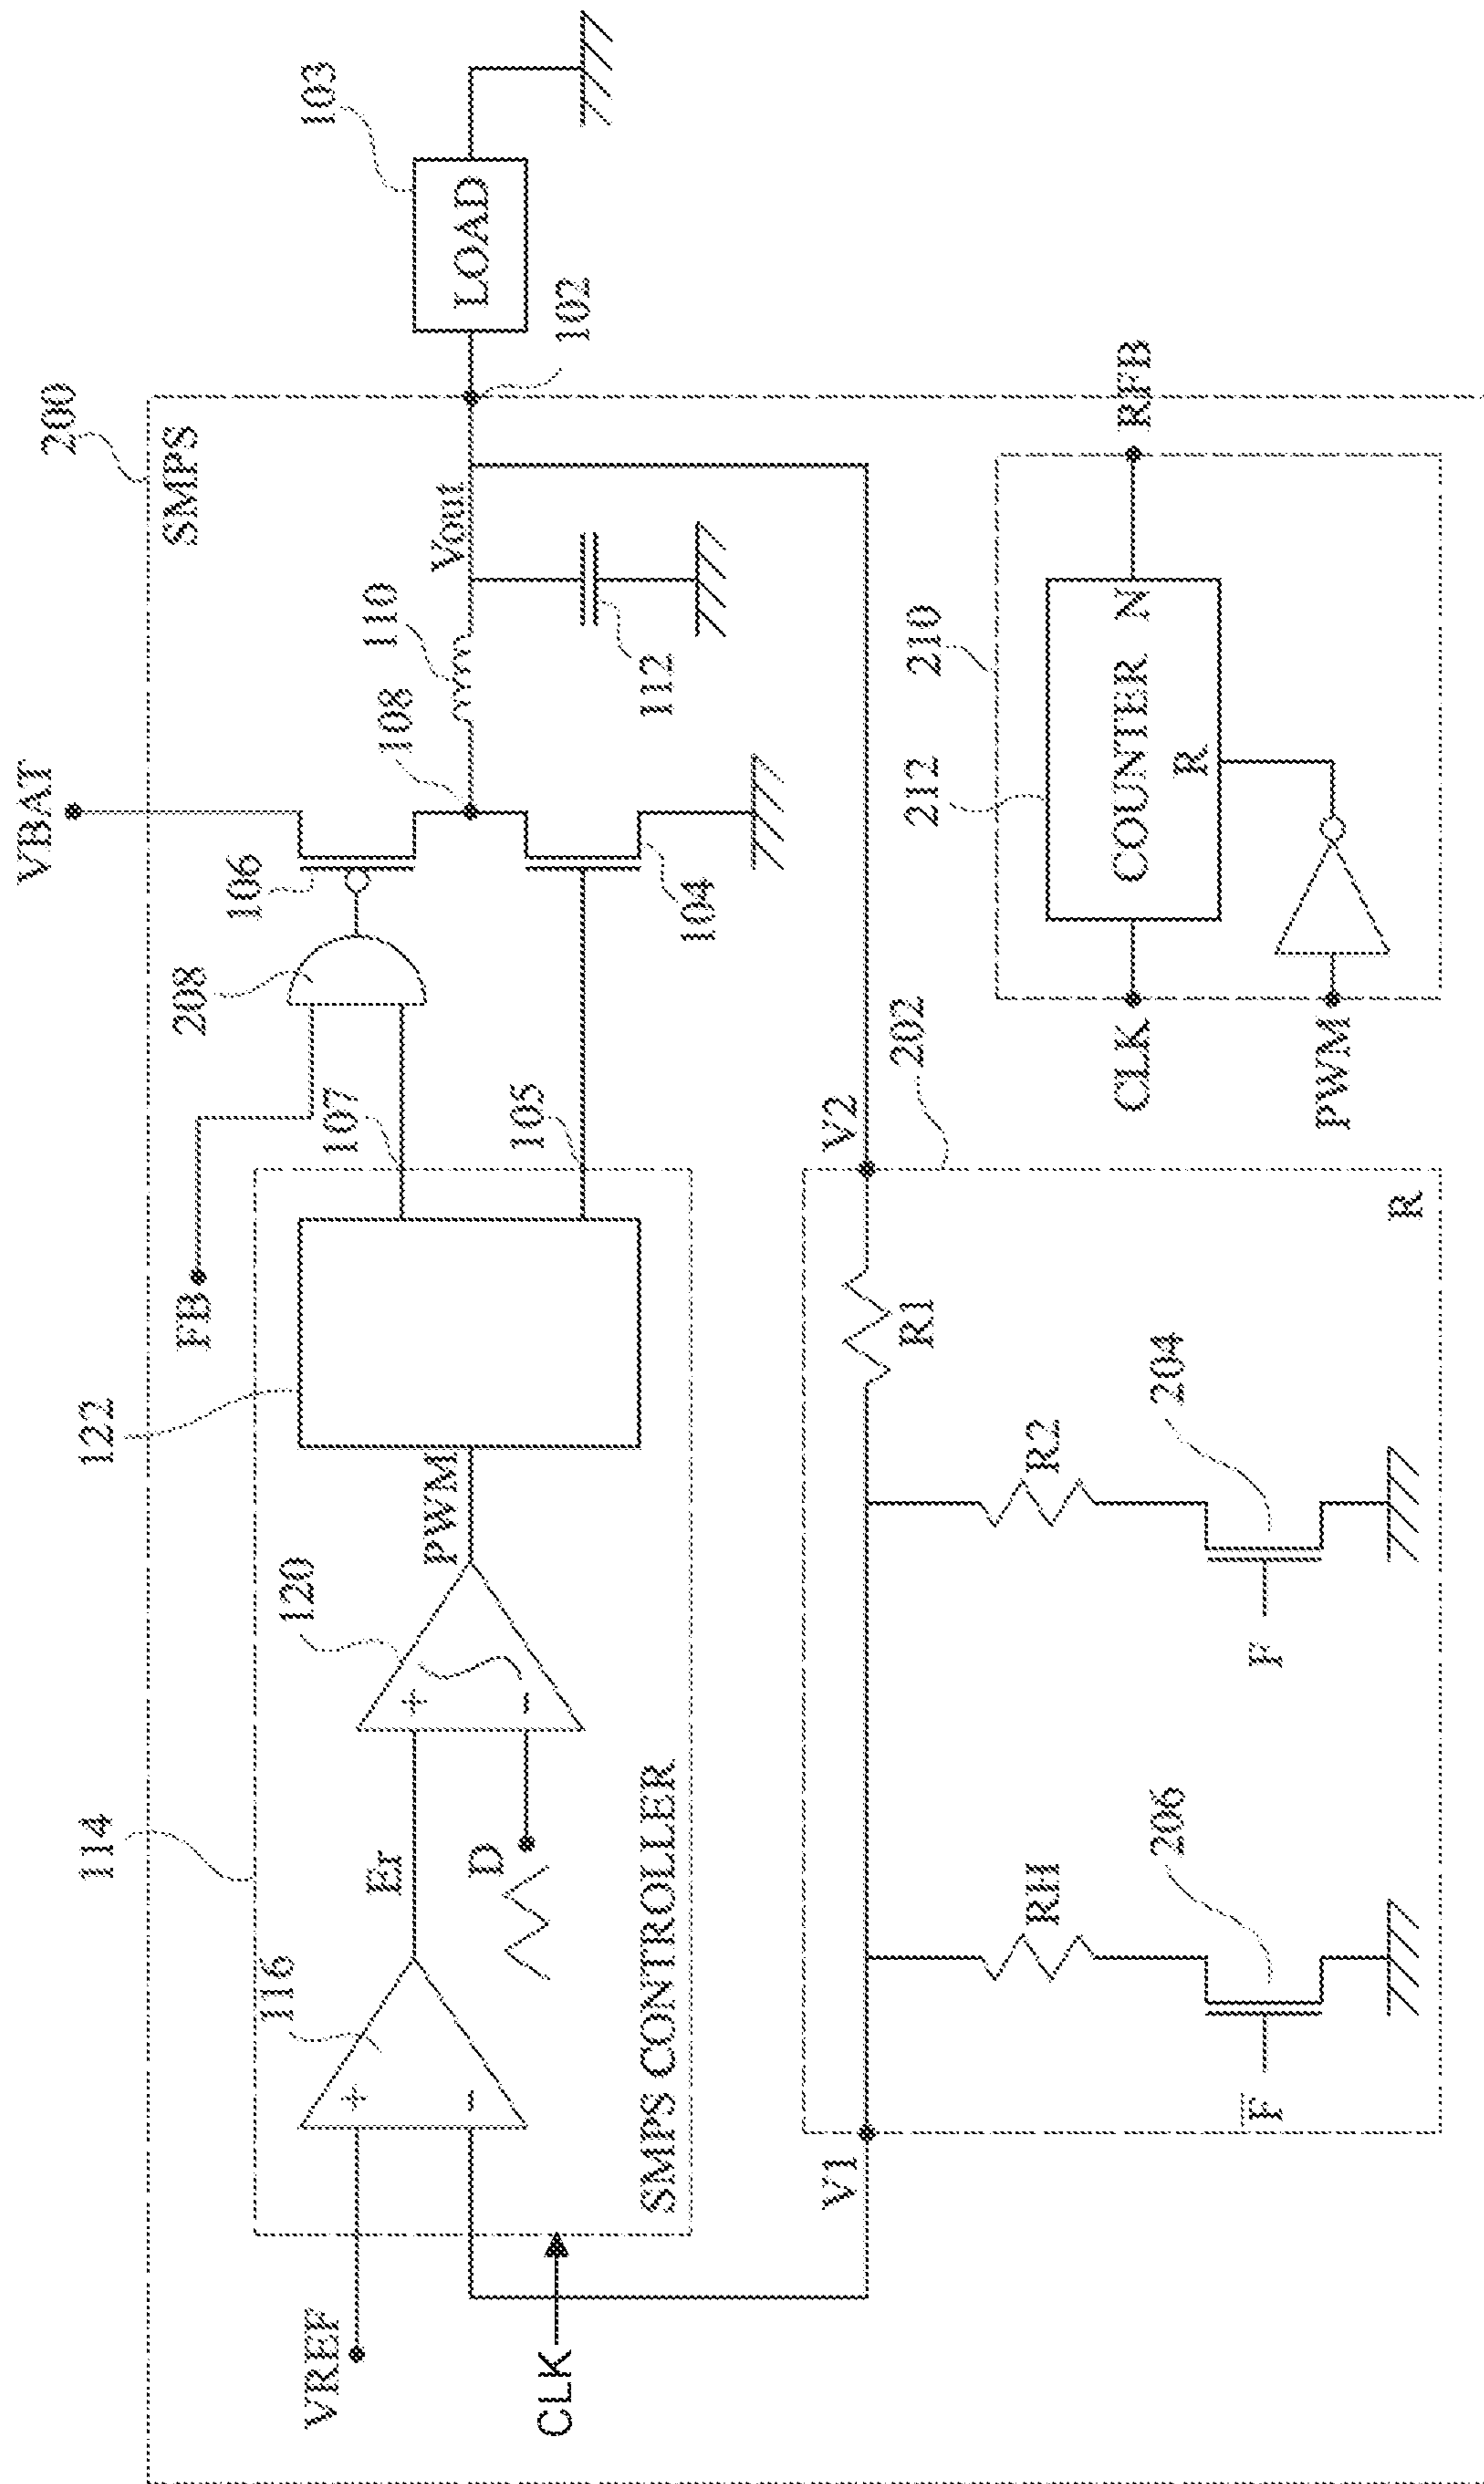 200
SMPS
VBAT
114
122
FB
208
106
103
LOAD
102
108
110
Vout
107
105
104
112
VREF
116
+
-
Er
120
+
-
D
PWM
SMPS CONTROLLER
CLK
V1
V2
202
R1
RH
R2
206
204
F̅
F
R
210
212
CLK
COUNTER N
R
RFB
PWM